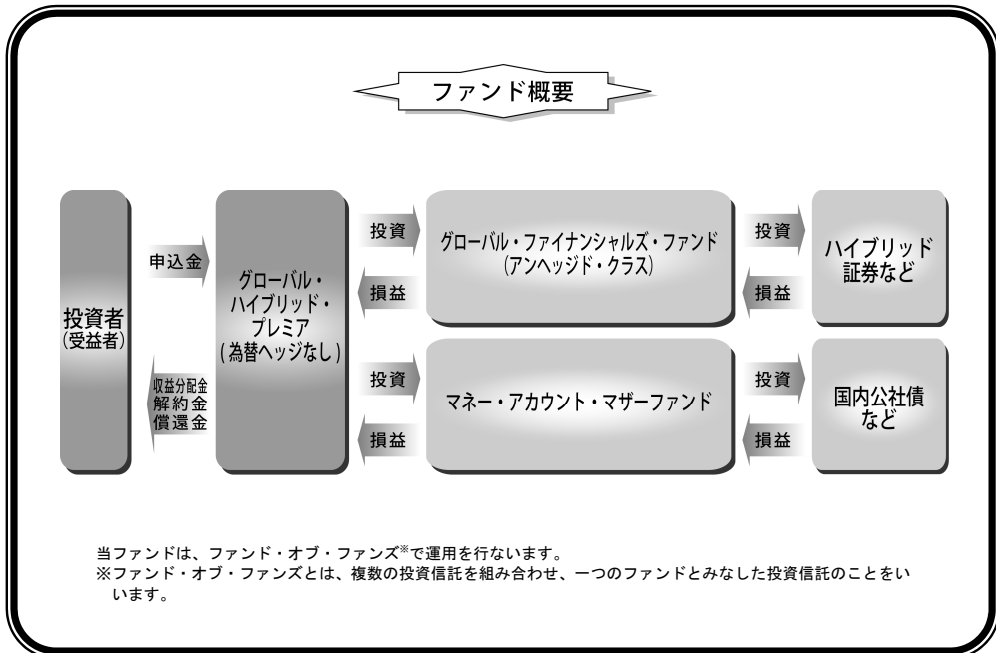 ファンド概要
投資者
(受益者)
申込金
収益分配金
解約金
償還金
グローバル・
ハイブリッド・
プレミア
(為替ヘッジなし)
投資
損益
グローバル・ファイナンシャルズ・ファンド
(アンヘッジド・クラス)
投資
損益
ハイブリッド
証券など
投資
損益
マネー・アカウント・マザーファンド
投資
損益
国内公社債
など
当ファンドは、ファンド・オブ・ファンズ※で運用を行ないます。
※ファンド・オブ・ファンズとは、複数の投資信託を組み合わせ、一つのファンドとみなした投資信託のことをい
います。